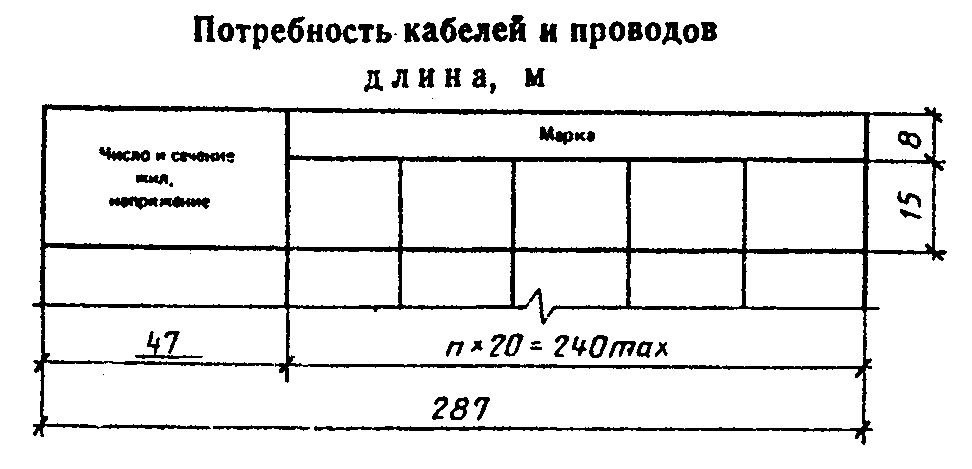 Потребность кабелей и проводов
длина, м
Число и сечение
жил,
напряжение
Марка
8
15
47
n×20=240max
287